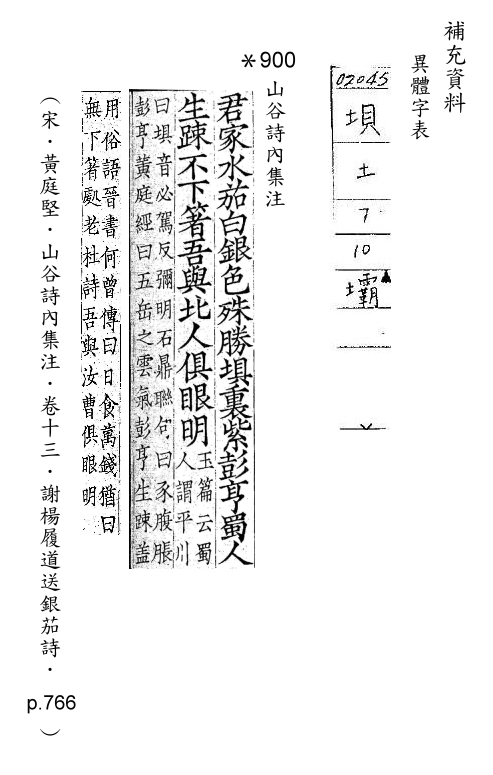 補充資料
異體字表
02045
垻
土
7
10
壩
*900
山谷詩內集注
君家水茄白銀色殊勝垻裏紫彭亨蜀人
生踈不下箸吾與北人俱眼明
玉篇云蜀
人謂平川
曰垻音必駕反彌明石鼎聯句曰豕腹脹
彭亨黃庭經曰五岳之雲氣彭亨生踈盖
用俗語晉書何曾傳曰日食萬錢猶曰
無下箸處老杜詩吾與汝曹俱眼明
（宋．黃庭堅．山谷詩內集注．卷十三．謝楊履道送銀茄詩．p.766）